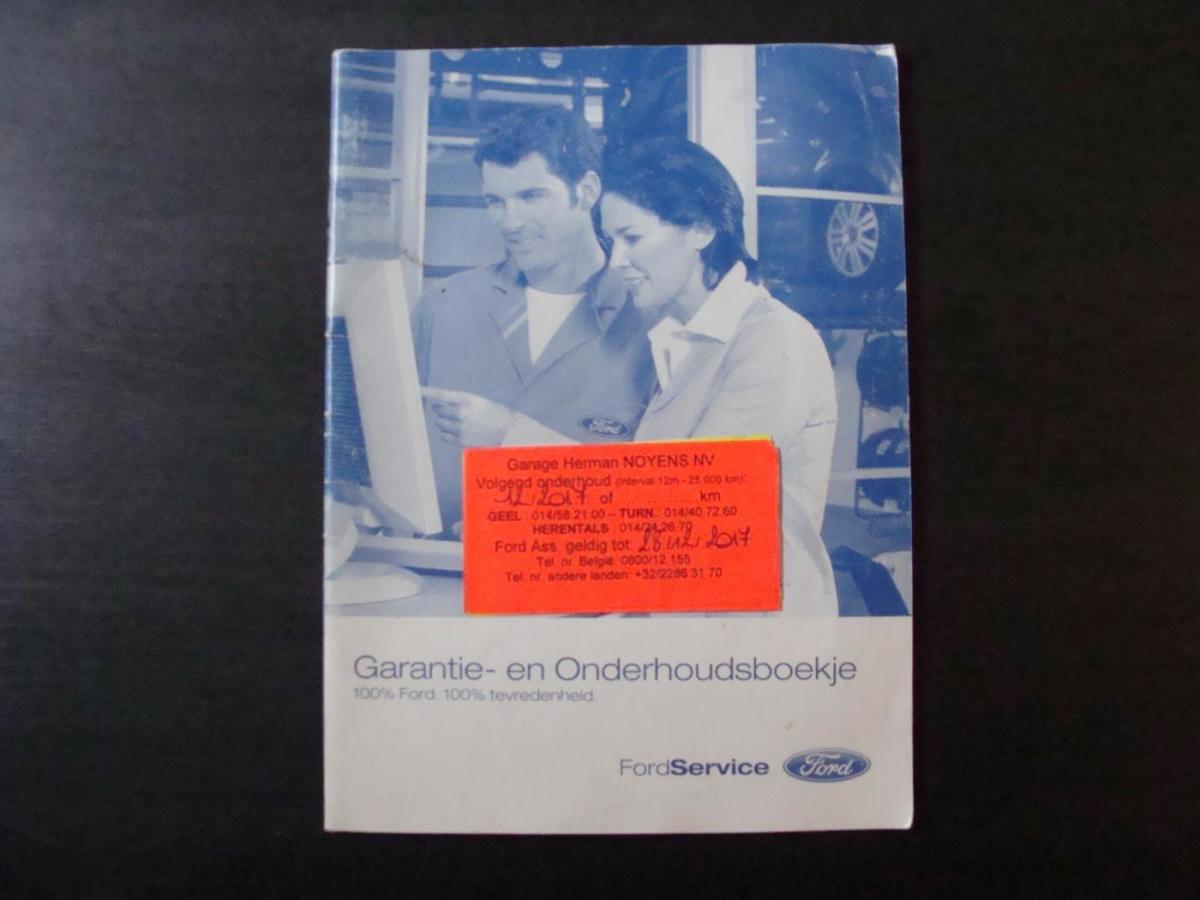 Ford
Garage Herman NOYENS NV
Volgend onderhoud (Interval 12m - 25.000 km):
12/2017 of ..................km
GEEL : 014/58.21.00 – TURN.: 014/40.72.60
HERENTALS : 014/24.26.70
Ford Ass. geldig tot: 28/12/2017
Tel. nr. België: 0800/12.155
Tel. nr. andere landen: +32/2286 31 70
Garantie- en Onderhoudsboekje
100% Ford. 100% tevredenheid.
FordService Ford